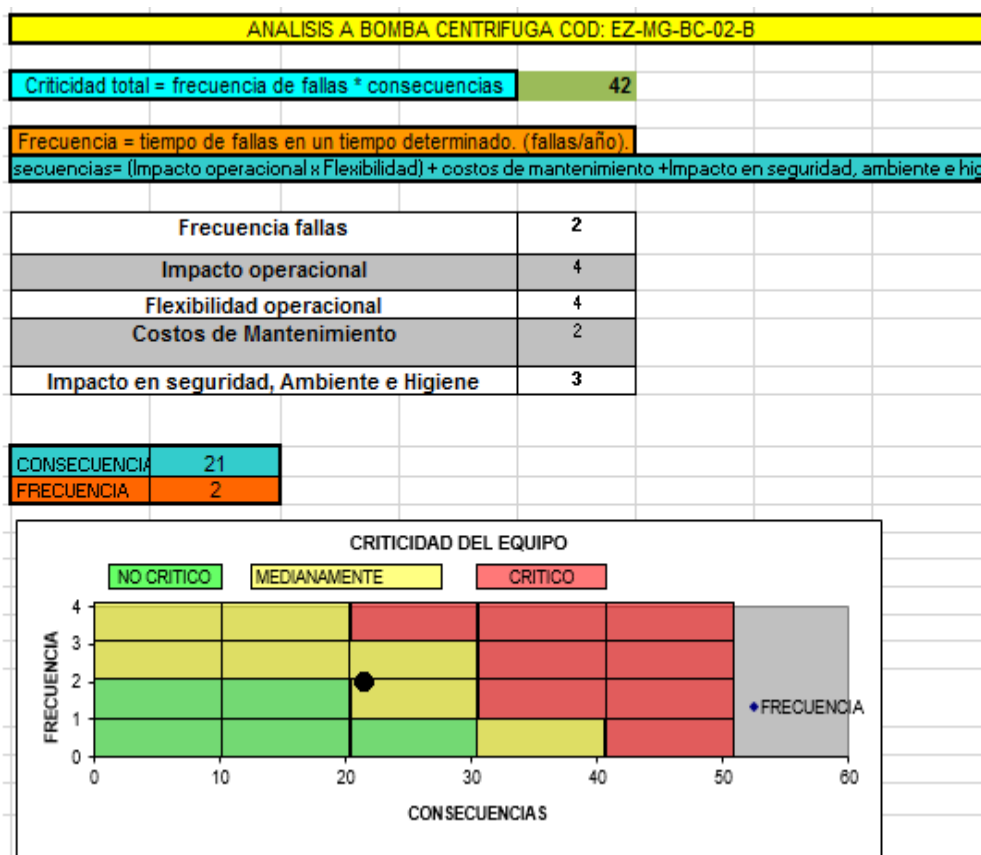 ANALISIS A BOMBA CENTRIFUGA COD: EZ-MG-BC-02-B
Criticidad total = frecuencia de fallas * consecuencias 42
Frecuencia = tiempo de fallas en un tiempo determinado. (fallas/año).
secuencias= (Impacto operacional x Flexibilidad) + costos de mantenimiento +Impacto en seguridad, ambiente e hig
Frecuencia fallas 2
Impacto operacional 4
Flexibilidad operacional 4
Costos de Mantenimiento 2
Impacto en seguridad, Ambiente e Higiene 3
CONSECUENCIA 21
FRECUENCIA 2
CRITICIDAD DEL EQUIPO
NO CRITICO MEDIANAMENTE CRITICO
FRECUENCIA
4
3
2
1
0
FRECUENCIA
0 10 20 30 40 50 60
CONSECUENCIAS